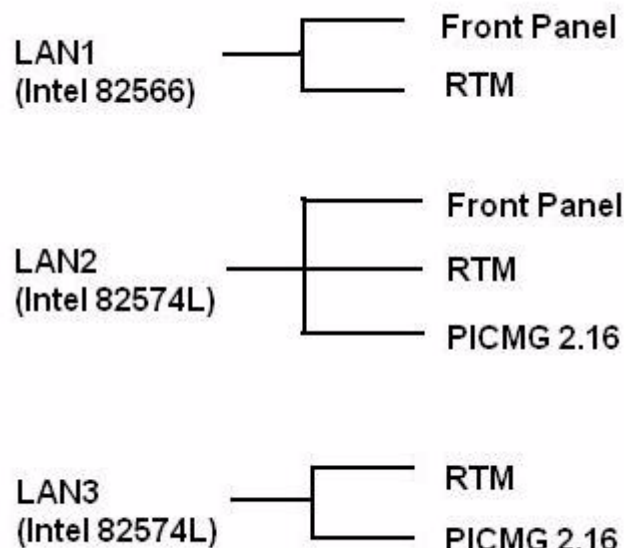 Front Panel
LAN1
(Intel 82566)
RTM
Front Panel
LAN2
(Intel 82574L)
RTM
PICMG 2.16
RTM
LAN3
(Intel 82574L)
PICMG 2.16